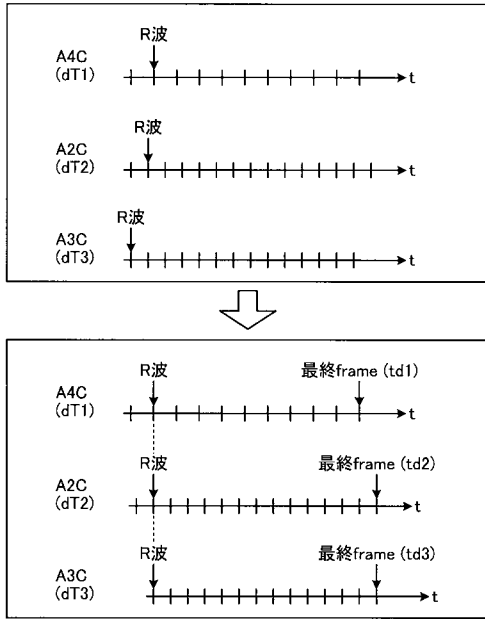 R波
A4C
(dT1)
t
R波
A2C
(dT2)
t
R波
A3C
(dT3)
t
R波
最終frame (td1)
A4C
(dT1)
t
R波
最終frame (td2)
A2C
(dT2)
t
R波
最終frame (td3)
A3C
(dT3)
t